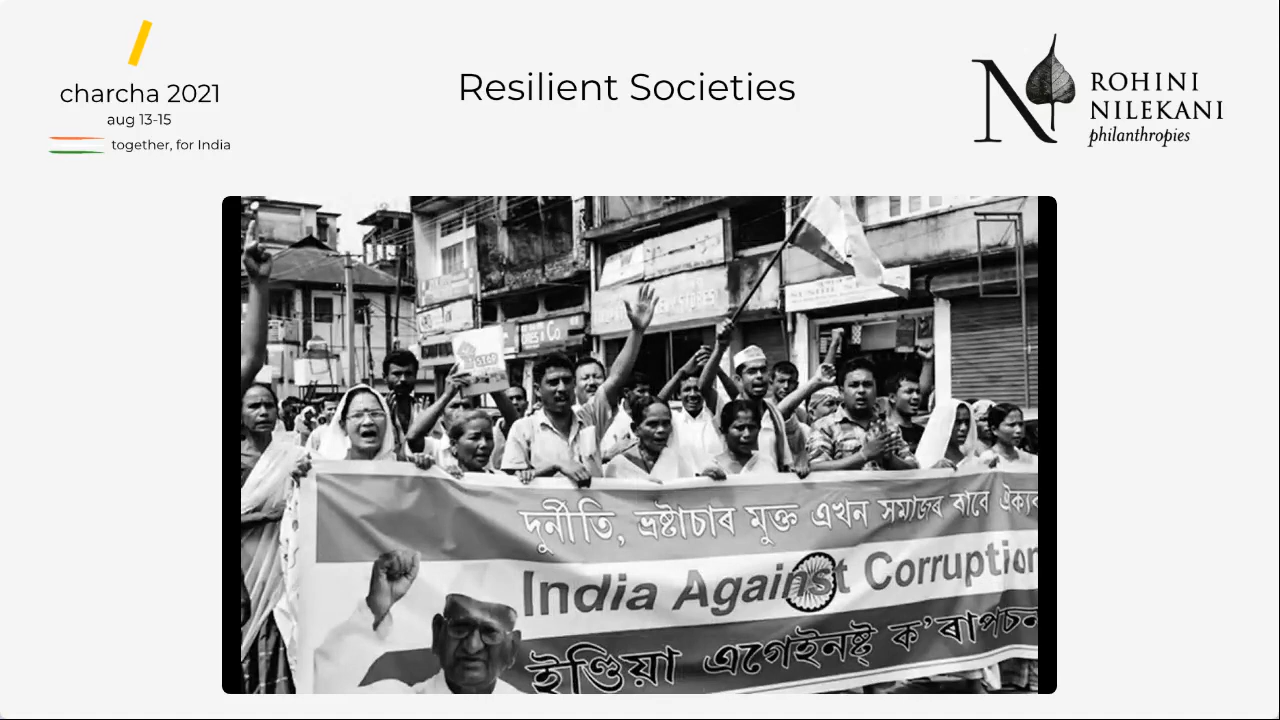 charcha 2021
aug 13-15
together, for India
Resilient Societies
N
ROHINI
NILEKANI
philanthropies
দুৰ্নীতি, ভ্ৰষ্টাচাৰ মুক্ত এখন সমাজৰ বাবে ঐক্যব
India Against Corruption
ইণ্ডিয়া এগেইনষ্ট ক'ৰাপচন